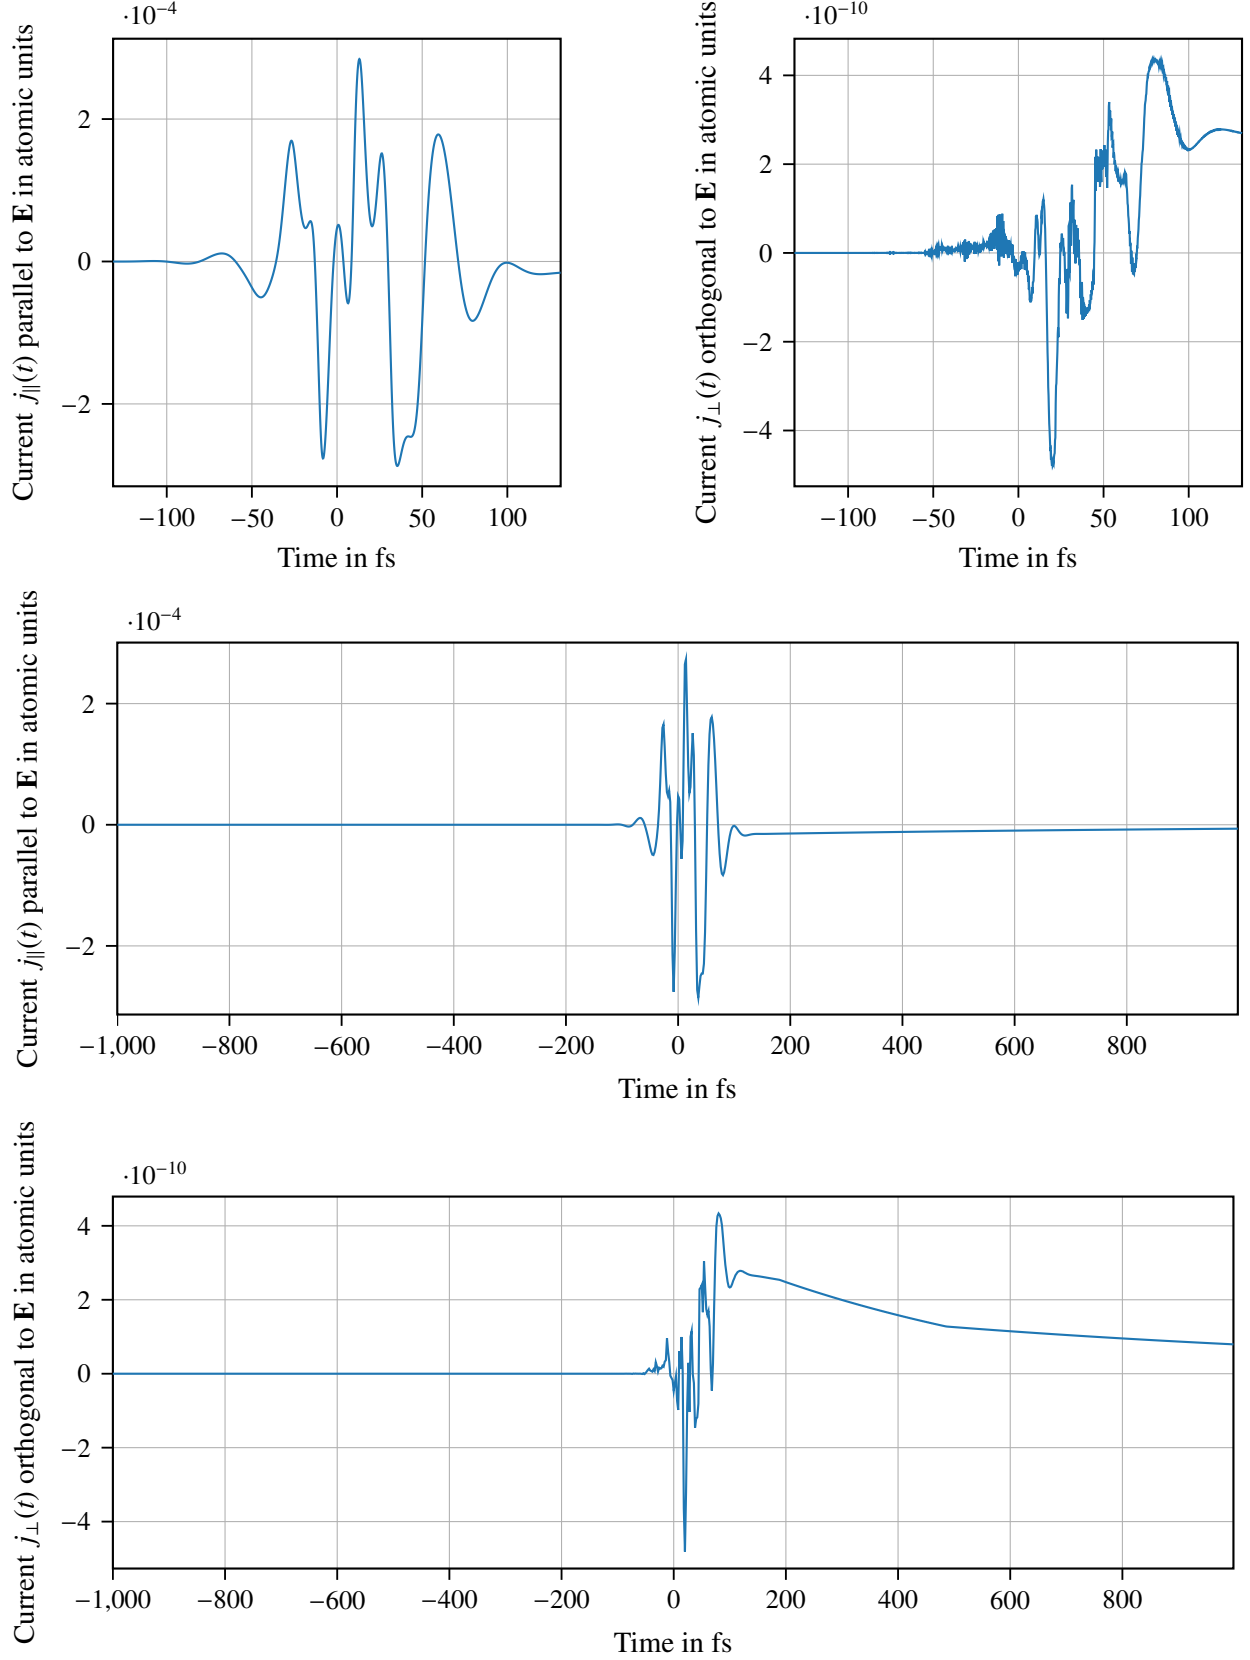 ·10⁻⁴
Current j∥(t) parallel to E in atomic units
2
0
−2
−100 −50 0 50 100
Time in fs
·10⁻¹⁰
Current j⊥(t) orthogonal to E in atomic units
4
2
0
−2
−4
−100 −50 0 50 100
Time in fs
·10⁻⁴
Current j∥(t) parallel to E in atomic units
2
0
−2
−1,000 −800 −600 −400 −200 0 200 400 600 800
Time in fs
·10⁻¹⁰
Current j⊥(t) orthogonal to E in atomic units
4
2
0
−2
−4
−1,000 −800 −600 −400 −200 0 200 400 600 800
Time in fs